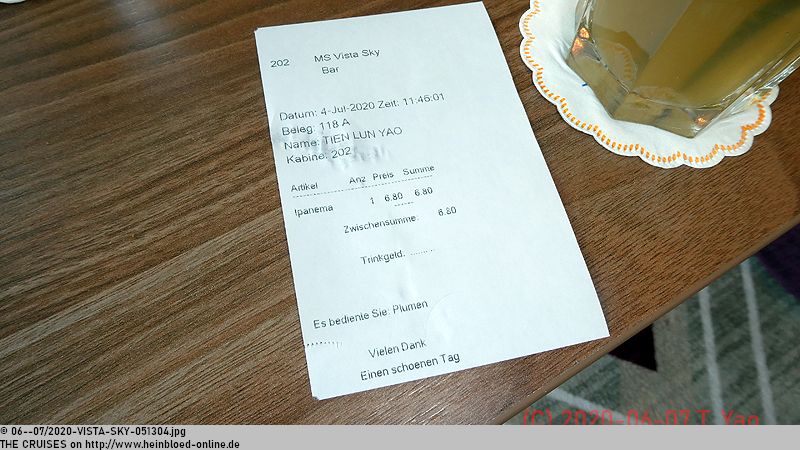 202 MS Vista Sky
Bar
Datum: 4-Jul-2020 Zeit: 11:46:01
Beleg: 118 A
Name: TIEN LUN YAO
Kabine: 202
Artikel Anz Preis Summe
Ipanema 1 6.80 6.80
Zwischensumme: 6.80
Trinkgeld: .........
Es bediente Sie: Plumen
Vielen Dank
Einen schoenen Tag
(C) 2020-06-07 T. Yao
© 06--07/2020-VISTA-SKY-051304.jpg
THE CRUISES on http://www.heinbloed-online.de